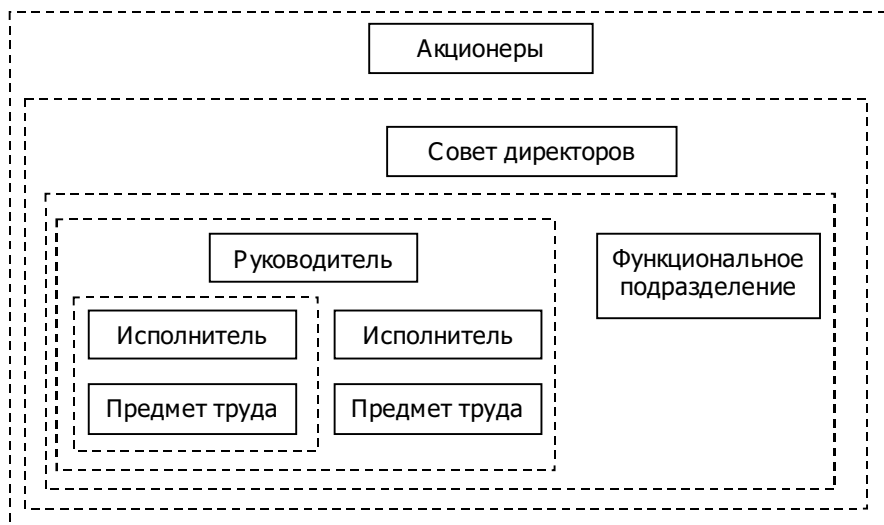 Акционеры
Совет директоров
Руководитель
Функциональное
подразделение
Исполнитель
Исполнитель
Предмет труда
Предмет труда